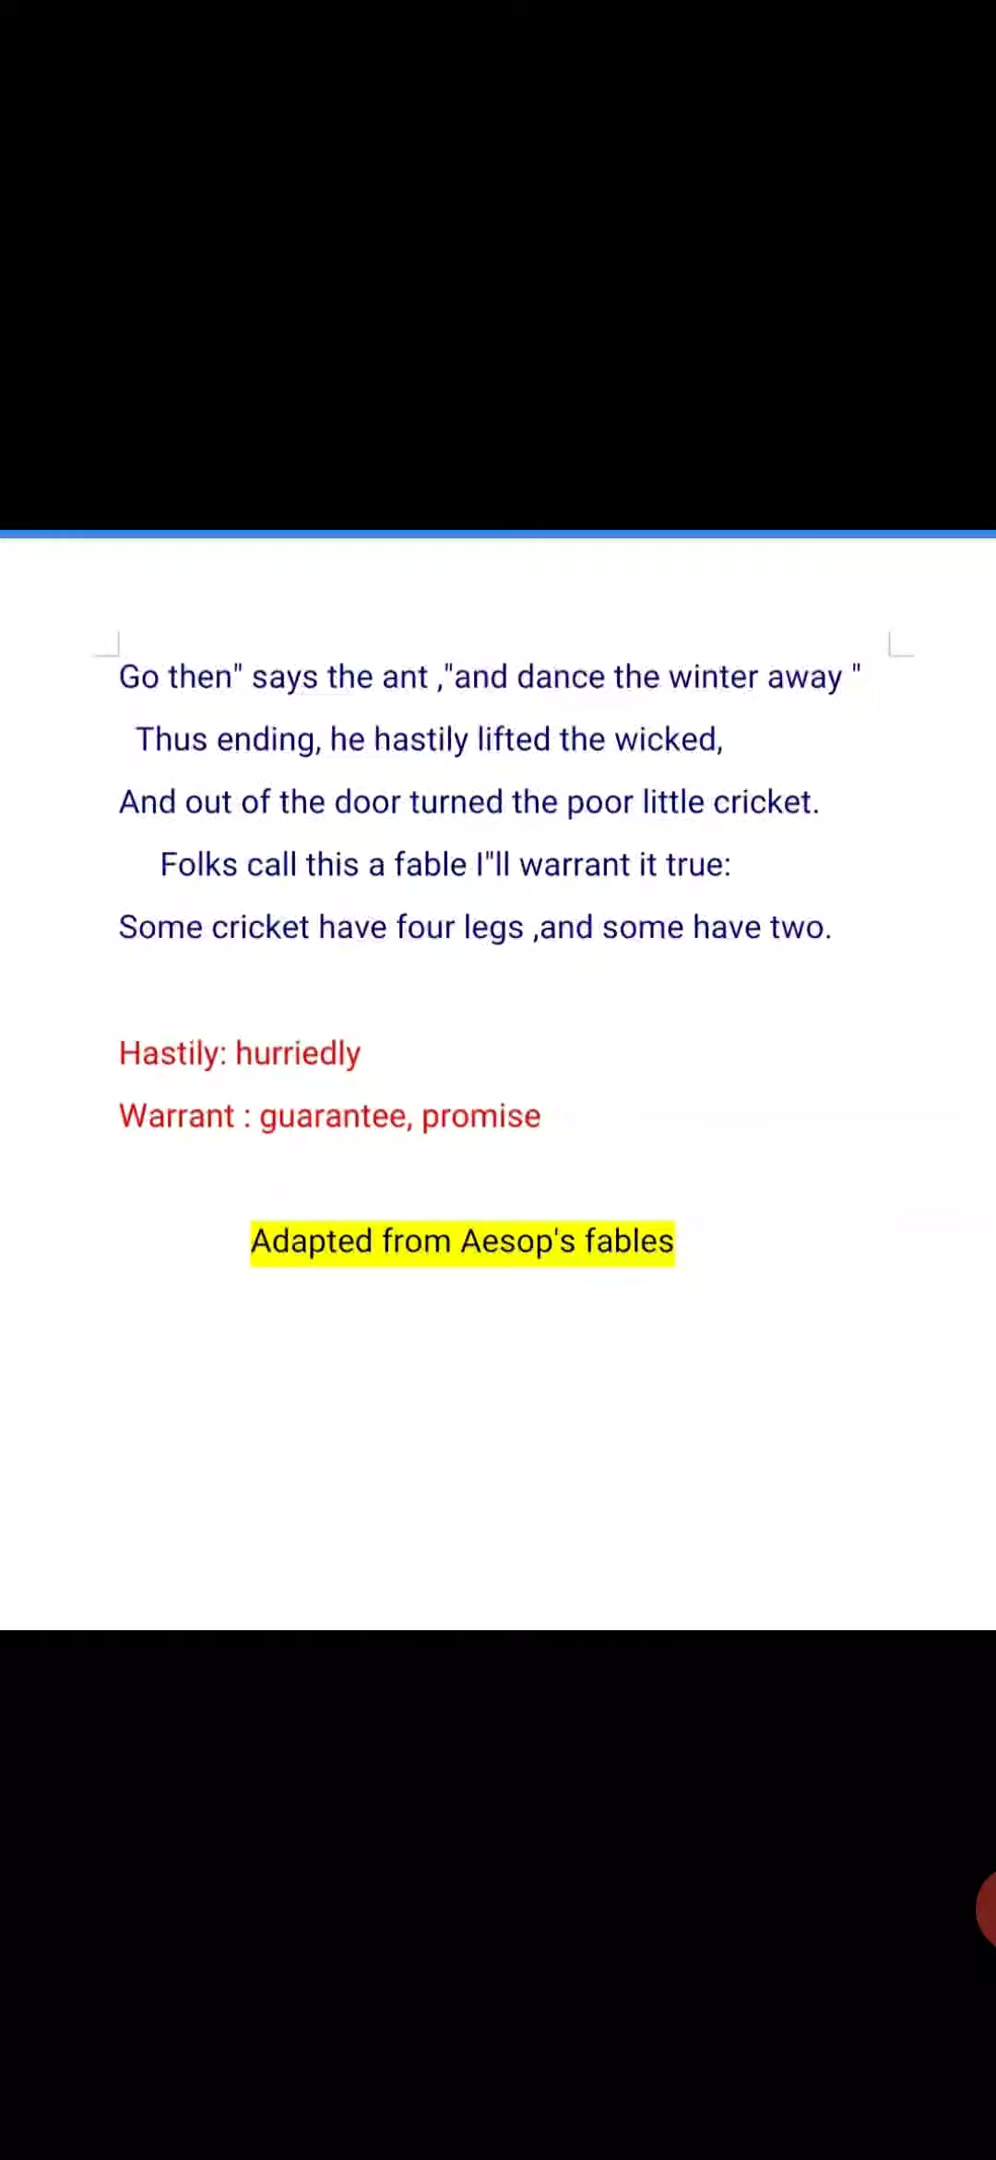 Go then" says the ant ,"and dance the winter away "
Thus ending, he hastily lifted the wicked,
And out of the door turned the poor little cricket.
Folks call this a fable I"ll warrant it true:
Some cricket have four legs ,and some have two.
Hastily: hurriedly
Warrant : guarantee, promise
Adapted from Aesop's fables